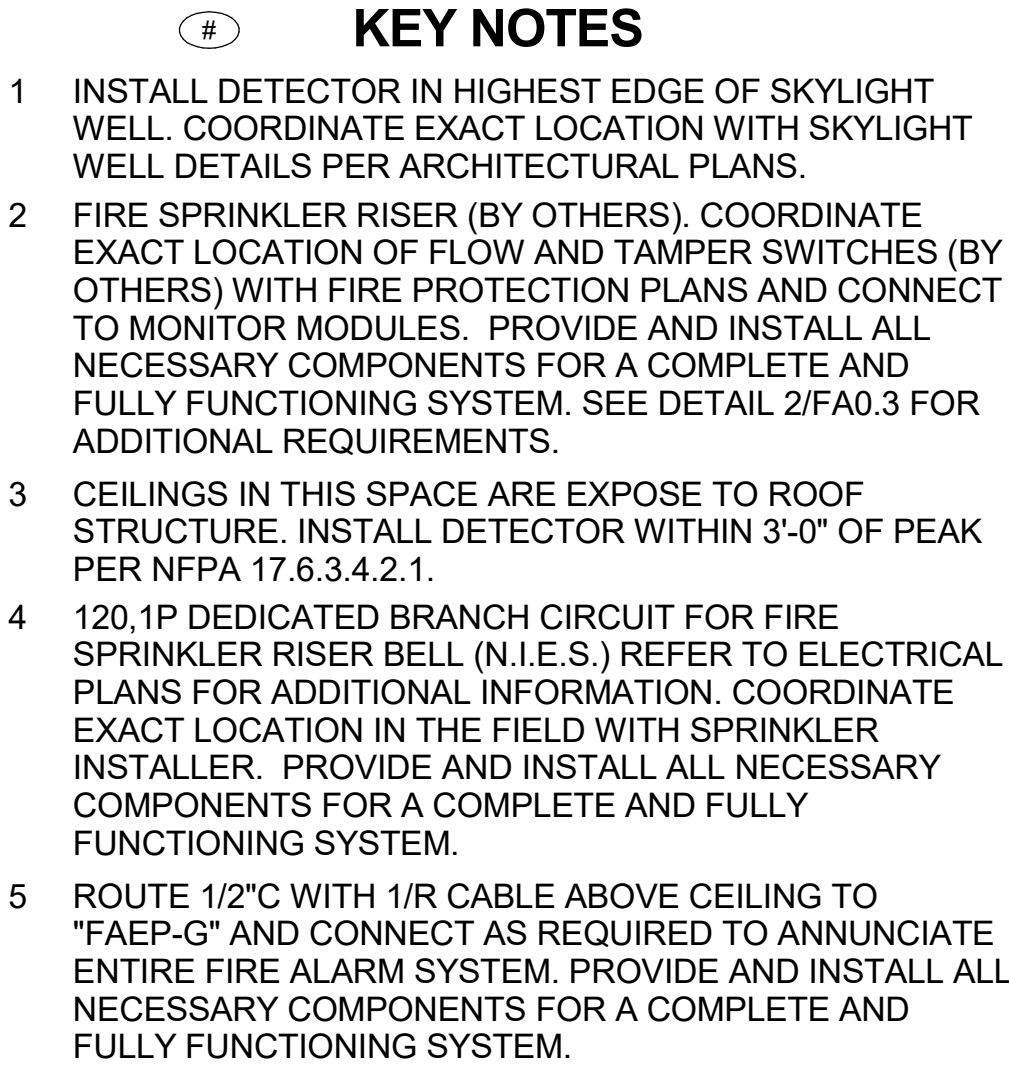 # KEY NOTES
1 INSTALL DETECTOR IN HIGHEST EDGE OF SKYLIGHT
WELL. COORDINATE EXACT LOCATION WITH SKYLIGHT
WELL DETAILS PER ARCHITECTURAL PLANS.
2 FIRE SPRINKLER RISER (BY OTHERS). COORDINATE
EXACT LOCATION OF FLOW AND TAMPER SWITCHES (BY
OTHERS) WITH FIRE PROTECTION PLANS AND CONNECT
TO MONITOR MODULES. PROVIDE AND INSTALL ALL
NECESSARY COMPONENTS FOR A COMPLETE AND
FULLY FUNCTIONING SYSTEM. SEE DETAIL 2/FA0.3 FOR
ADDITIONAL REQUIREMENTS.
3 CEILINGS IN THIS SPACE ARE EXPOSE TO ROOF
STRUCTURE. INSTALL DETECTOR WITHIN 3'-0" OF PEAK
PER NFPA 17.6.3.4.2.1.
4 120,1P DEDICATED BRANCH CIRCUIT FOR FIRE
SPRINKLER RISER BELL (N.I.E.S.) REFER TO ELECTRICAL
PLANS FOR ADDITIONAL INFORMATION. COORDINATE
EXACT LOCATION IN THE FIELD WITH SPRINKLER
INSTALLER. PROVIDE AND INSTALL ALL NECESSARY
COMPONENTS FOR A COMPLETE AND FULLY
FUNCTIONING SYSTEM.
5 ROUTE 1/2"C WITH 1/R CABLE ABOVE CEILING TO
"FAEP-G" AND CONNECT AS REQUIRED TO ANNUNCIATE
ENTIRE FIRE ALARM SYSTEM. PROVIDE AND INSTALL ALL
NECESSARY COMPONENTS FOR A COMPLETE AND
FULLY FUNCTIONING SYSTEM.